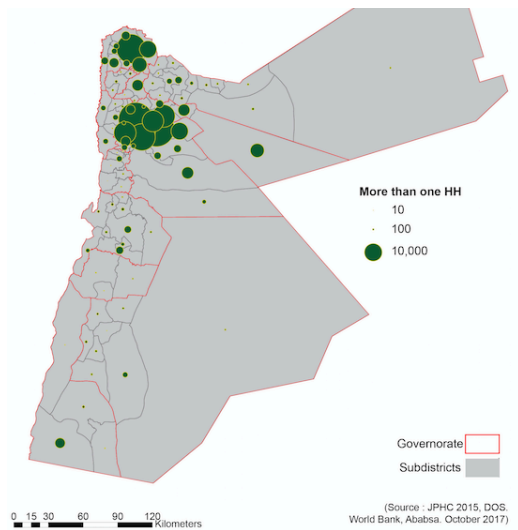 More than one HH
10
100
10,000
Governorate
Subdistricts
(Source : JPHC 2015, DOS.
World Bank, Ababsa. October 2017)
0 15 30 60 90 120
Kilometers